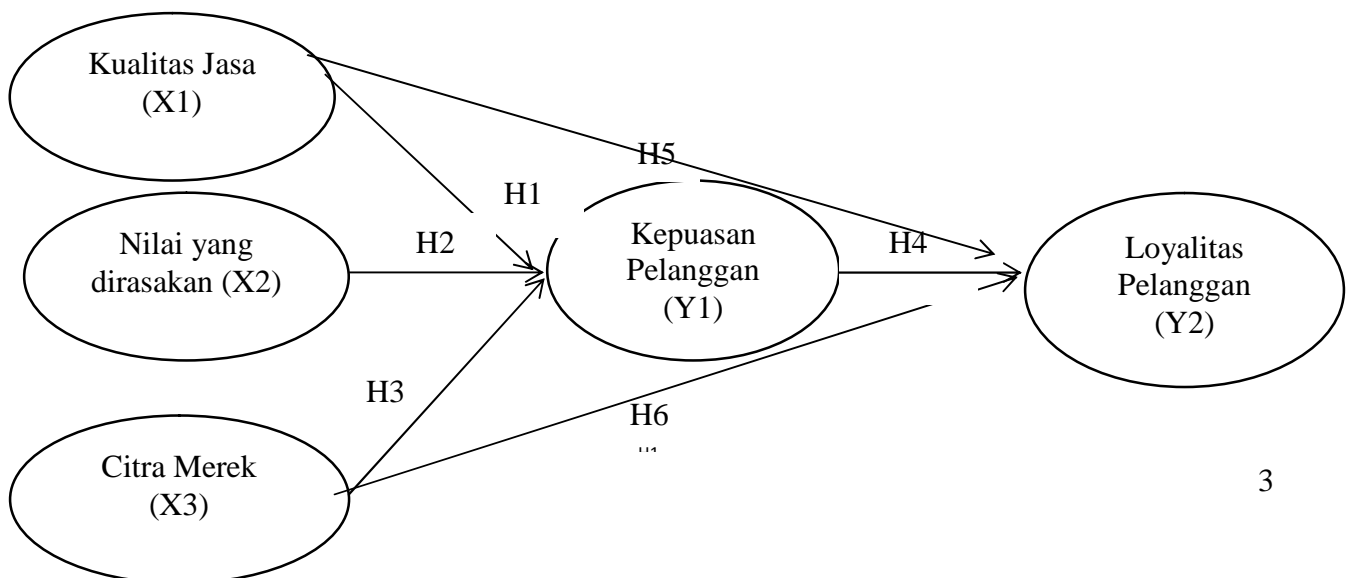 Kualitas Jasa
(X1)
H5
H1
Nilai yang
dirasakan (X2)
H2
Kepuasan
Pelanggan
(Y1)
H4
Loyalitas
Pelanggan
(Y2)
H3
H6
Citra Merek
(X3)
3